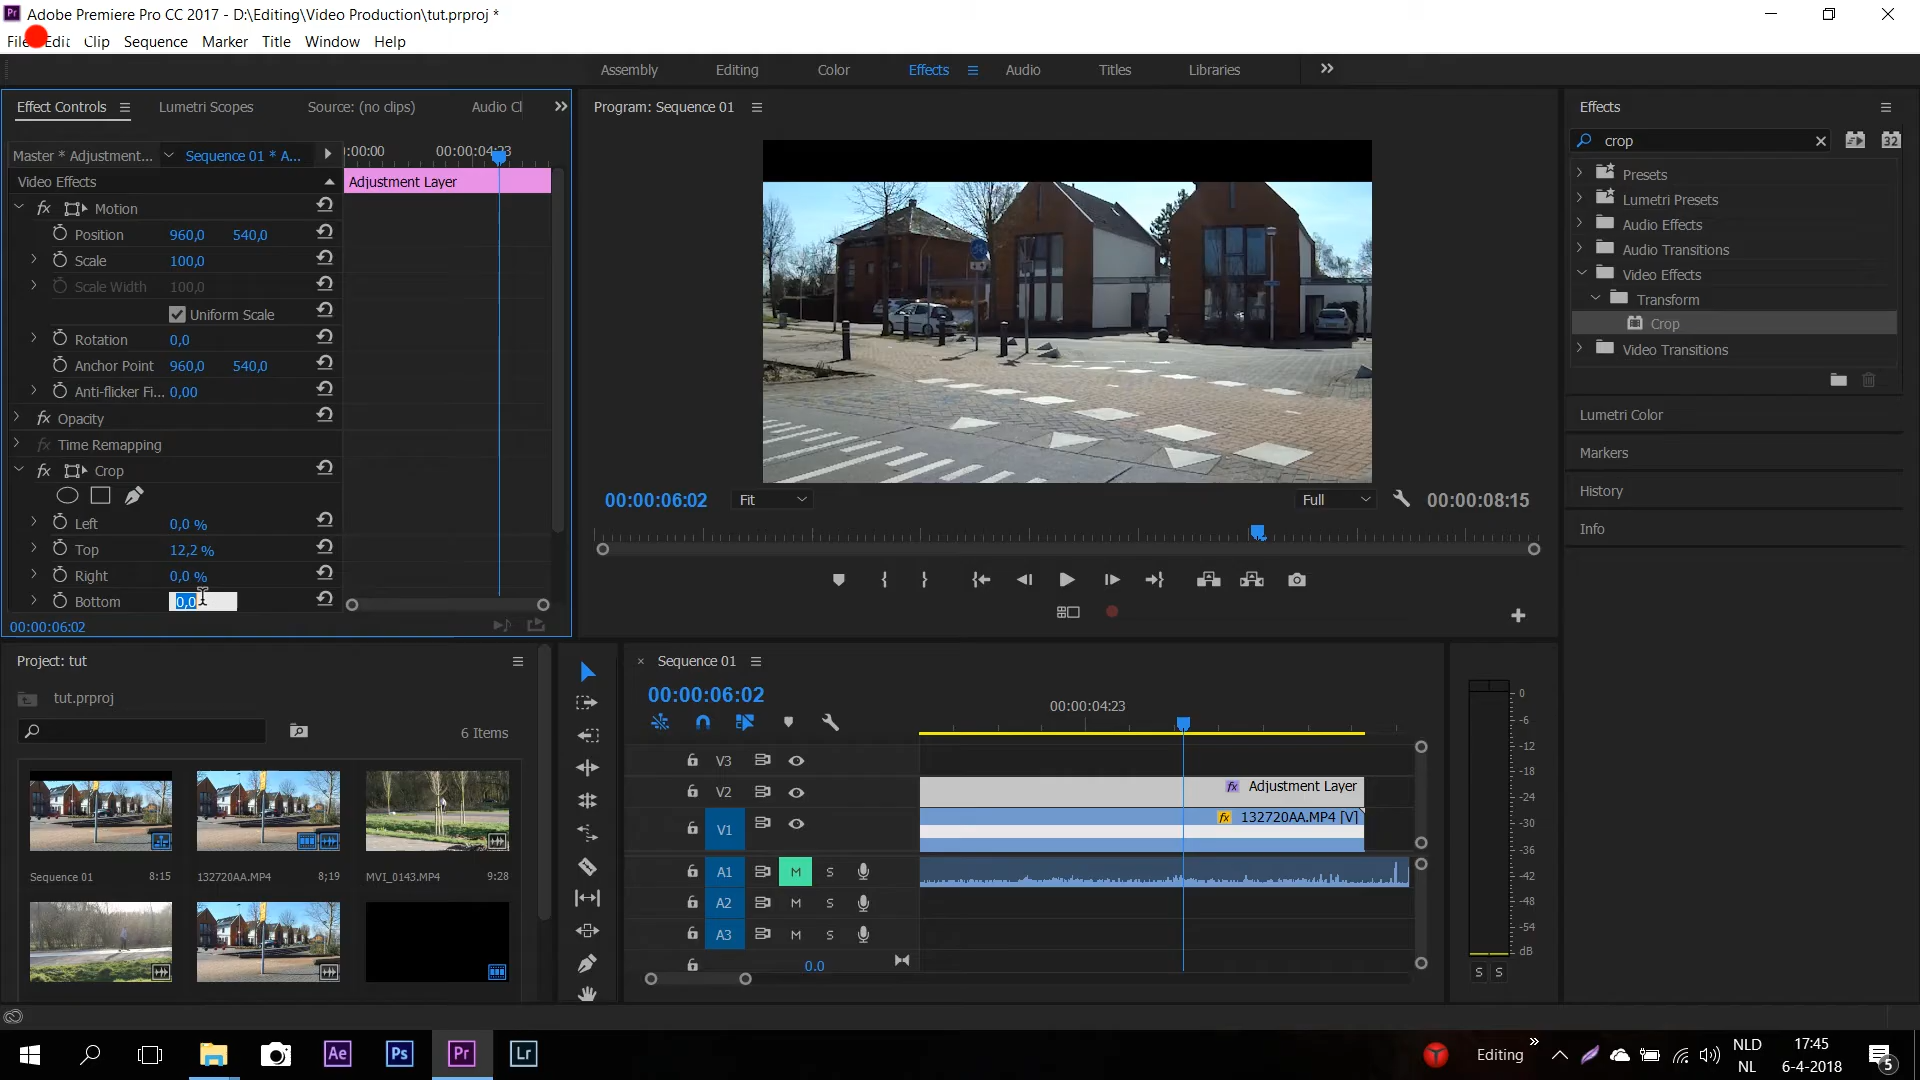 Adobe Premiere Pro CC 2017 - D:\Editing\Video Production\tut.prproj *
File Edit Clip Sequence Marker Title Window Help
Assembly Editing Color Effects Audio Titles Libraries
Effect Controls Lumetri Scopes Source: (no clips) Audio Cl
Program: Sequence 01
Effects
crop
32
Master * Adjustment... Sequence 01 * A...
:00:00 00:00:04:23
Video Effects
Adjustment Layer
Motion
Position 960,0 540,0
Scale 100,0
Scale Width 100,0
Uniform Scale
Rotation 0,0
Anchor Point 960,0 540,0
Anti-flicker Fi... 0,00
fx Opacity
fx Time Remapping
fx Crop
Left 0,0 %
Top 12,2 %
Right 0,0 %
Bottom 0,0
00:00:06:02
00:00:06:02 Fit Full 00:00:08:15
Presets
Lumetri Presets
Audio Effects
Audio Transitions
Video Effects
Transform
Crop
Video Transitions
Lumetri Color
Markers
History
Info
Project: tut
tut.prproj
6 Items
Sequence 01 8:15
132720AA.MP4 8;19
MVI_0143.MP4 9:28
Sequence 01
00:00:06:02
00:00:04:23
V3
V2 fx Adjustment Layer
V1 fx 132720AA.MP4 [V]
A1 M S
A2 M S
A3 M S
0.0
0
-6
-12
-18
-24
-30
-36
-42
-48
-54
dB
S S
Ae Ps Pr Lr
Editing
NLD
NL
17:45
6-4-2018
5